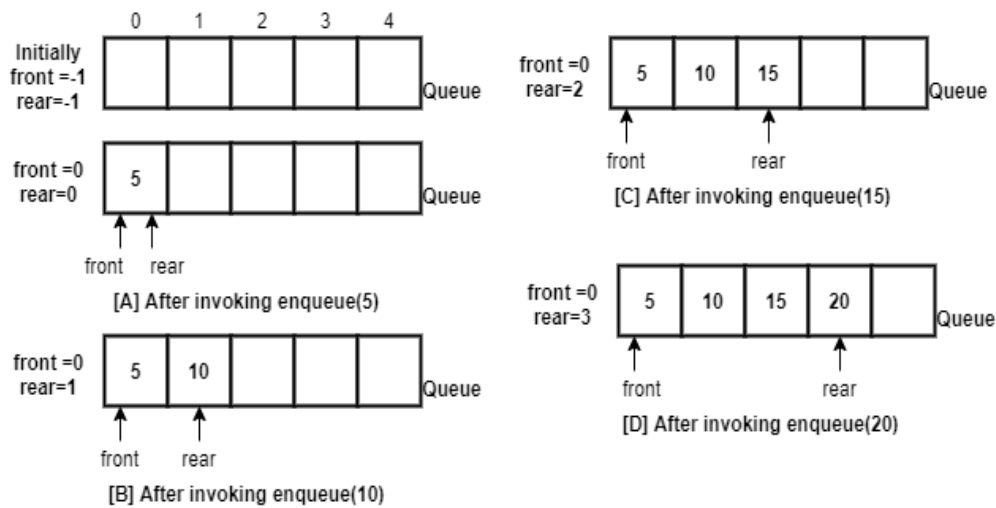 0 1 2 3 4
Initially
front =-1
rear=-1
Queue
front =0
rear=0
5
Queue
front rear
[A] After invoking enqueue(5)
front =0
rear=1
5 10
Queue
front rear
[B] After invoking enqueue(10)
front =0
rear=2
5 10 15
Queue
front rear
[C] After invoking enqueue(15)
front =0
rear=3
5 10 15 20
Queue
front rear
[D] After invoking enqueue(20)